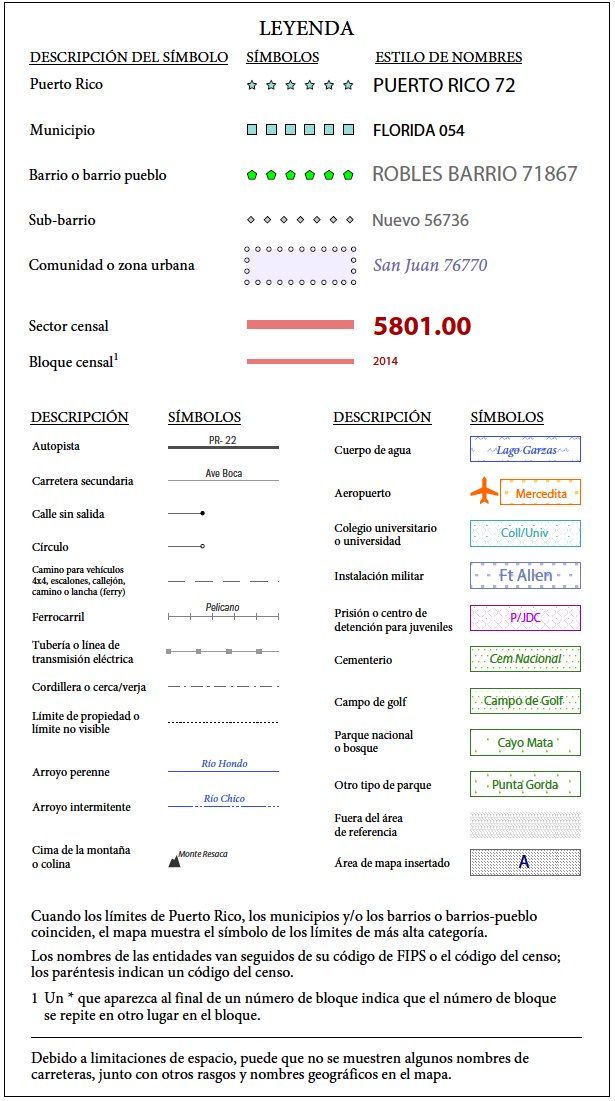 LEYENDA
DESCRIPCIÓN DEL SÍMBOLO SÍMBOLOS ESTILO DE NOMBRES
Puerto Rico PUERTO RICO 72
Municipio FLORIDA 054
Barrio o barrio pueblo ROBLES BARRIO 71867
Sub-barrio Nuevo 56736
Comunidad o zona urbana San Juan 76770
Sector censal 5801.00
Bloque censal1 2014
DESCRIPCIÓN SÍMBOLOS
Autopista PR- 22
Carretera secundaria Ave Boca
Calle sin salida
Círculo
Camino para vehículos
4x4, escalones, callejón,
camino o lancha (ferry)
Ferrocarril Pelicano
Tubería o línea de
transmisión eléctrica
Cordillera o cerca/verja
Límite de propiedad o
límite no visible
Arroyo perenne Río Hondo
Arroyo intermitente Río Chico
Cima de la montaña
o colina Monte Resaca
DESCRIPCIÓN SÍMBOLOS
Cuerpo de agua Lago Garzas
Aeropuerto Mercedita
Colegio universitario
o universidad Coll/Univ
Instalación militar Ft Allen
Prisión o centro de
detención para juveniles P/JDC
Cementerio Cem Nacional
Campo de golf Campo de Golf
Parque nacional
o bosque Cayo Mata
Otro tipo de parque Punta Gorda
Fuera del área
de referencia
Área de mapa insertado A
Cuando los límites de Puerto Rico, los municipios y/o los barrios o barrios-pueblo
coinciden, el mapa muestra el símbolo de los límites de más alta categoría.
Los nombres de las entidades van seguidos de su código de FIPS o el código del censo;
los paréntesis indican un código del censo.
1 Un * que aparezca al final de un número de bloque indica que el número de bloque
se repite en otro lugar en el bloque.
Debido a limitaciones de espacio, puede que no se muestren algunos nombres de
carreteras, junto con otros rasgos y nombres geográficos en el mapa.